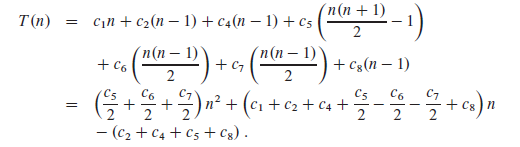 T(n) = c₁n + c₂(n − 1) + c₄(n − 1) + c₅ (n(n + 1)/2 − 1)
+ c₆ (n(n − 1)/2) + c₇ (n(n − 1)/2) + c₈(n − 1)
= (c₅/2 + c₆/2 + c₇/2) n² + (c₁ + c₂ + c₄ + c₅/2 − c₆/2 − c₇/2 + c₈) n
− (c₂ + c₄ + c₅ + c₈) .